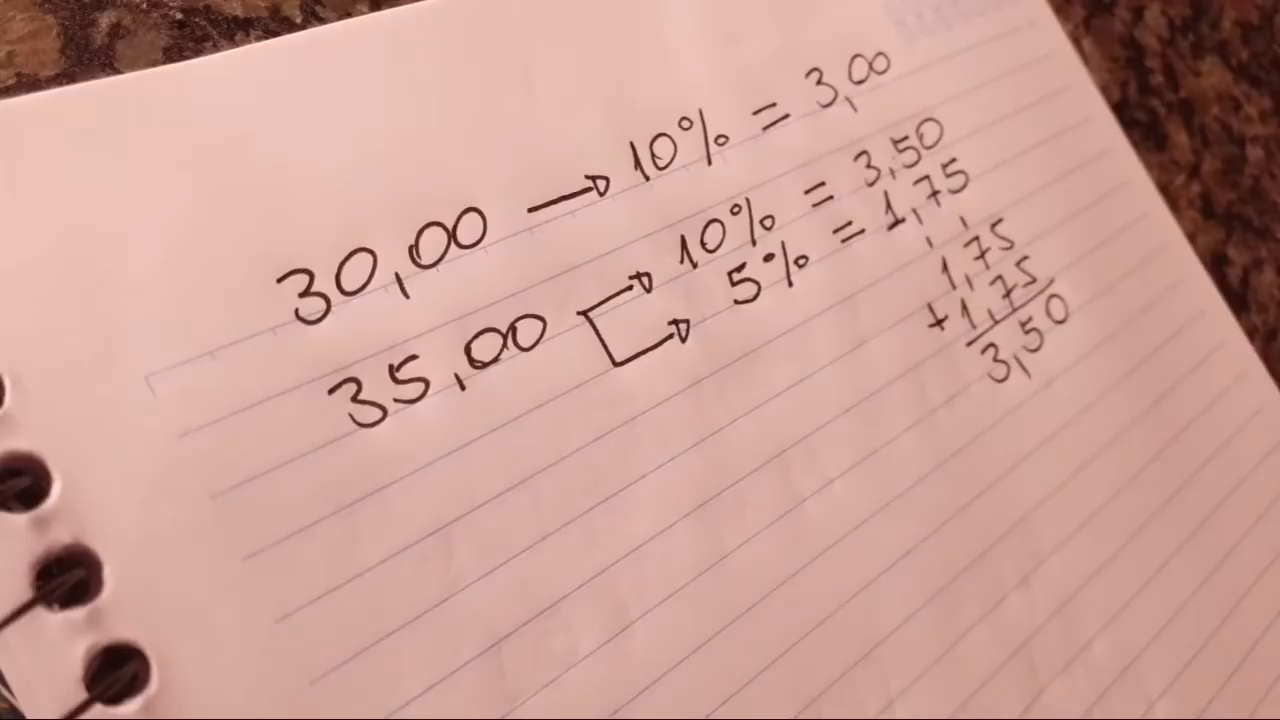 30,00 → 10% = 3,00
35,00 → 10% = 3,50
→ 5% = 1,75
1,75
+ 1,75
3,50